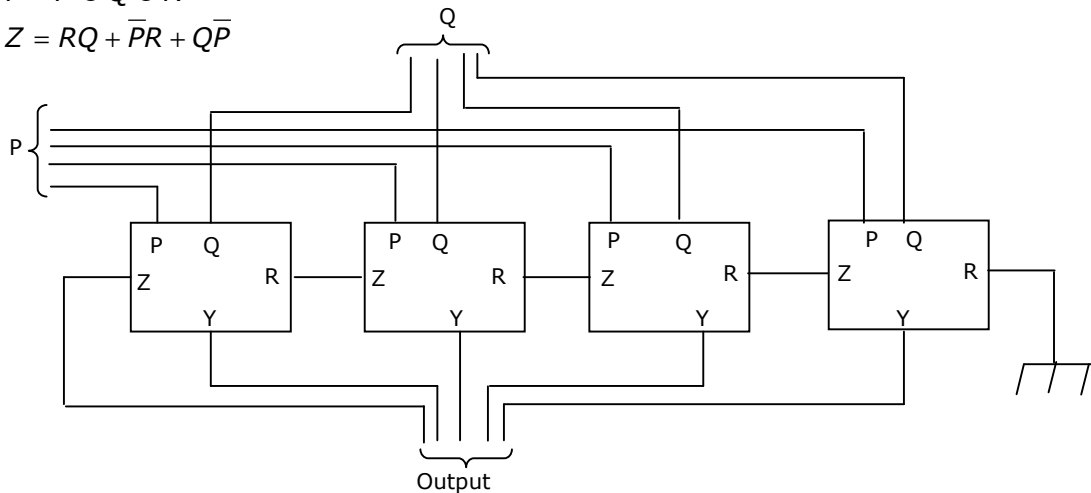 Z = RQ + P̅R + QP̅
Q
P
P Q
Z R
Y
P Q
Z R
Y
P Q
Z R
Y
P Q
Z R
Y
Output